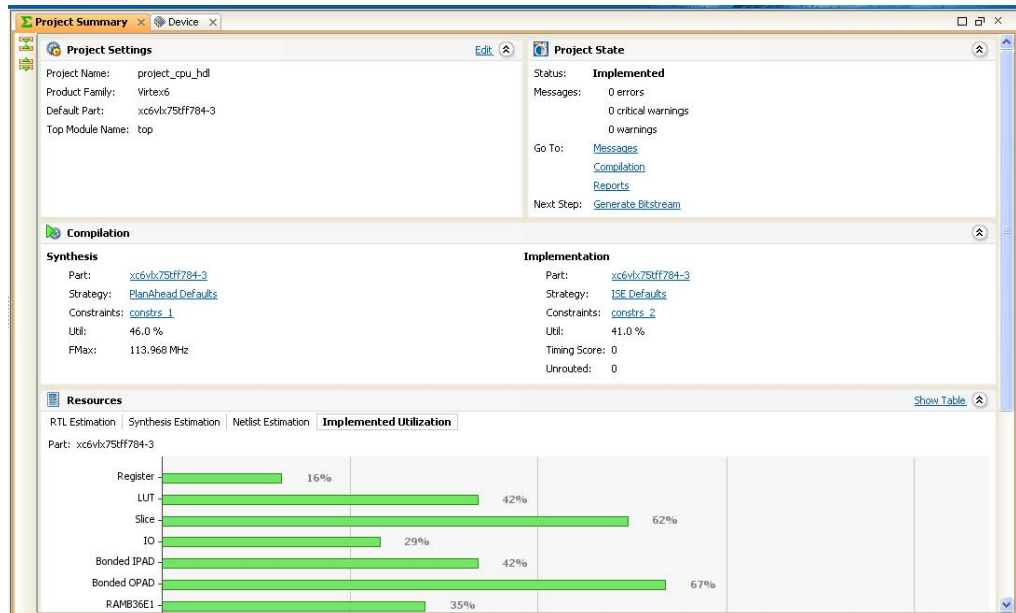 Project Summary × Device ×
Project Settings Edit
Project Name: project_cpu_hdl
Product Family: Virtex6
Default Part: xc6vlx75tff784-3
Top Module Name: top
Project State
Status: Implemented
Messages: 0 errors
0 critical warnings
0 warnings
Go To: Messages
Compilation
Reports
Next Step: Generate Bitstream
Compilation
Synthesis
Part: xc6vlx75tff784-3
Strategy: PlanAhead Defaults
Constraints: constrs_1
Util: 46.0 %
FMax: 113.968 MHz
Implementation
Part: xc6vlx75tff784-3
Strategy: ISE Defaults
Constraints: constrs_2
Util: 41.0 %
Timing Score: 0
Unrouted: 0
Resources Show Table
RTL Estimation Synthesis Estimation Netlist Estimation Implemented Utilization
Part: xc6vlx75tff784-3
Register 16%
LUT 42%
Slice 62%
IO 29%
Bonded IPAD 42%
Bonded OPAD 67%
RAMB36E1 35%